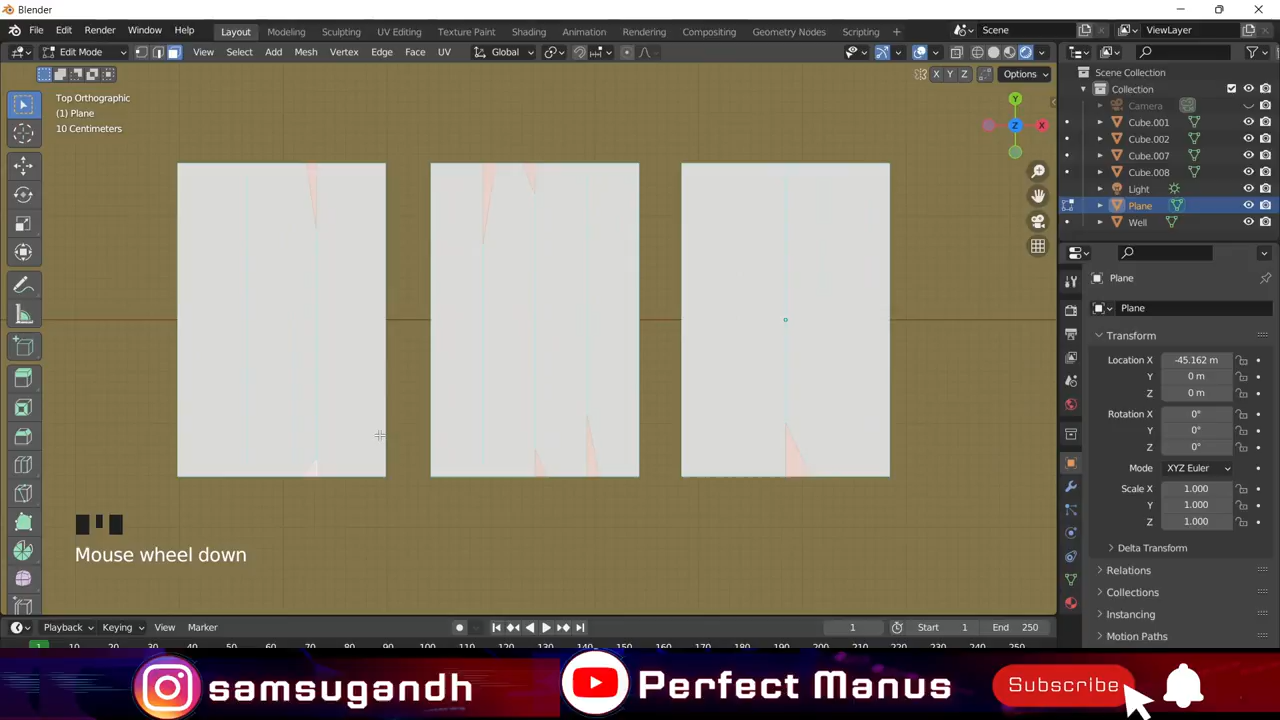 Blender
File Edit Render Window Help Layout Modeling Sculpting UV Editing Texture Paint Shading Animation Rendering Compositing Geometry Nodes Scripting + Scene ViewLayer
Edit Mode View Select Add Mesh Vertex Edge Face UV Global
X Y Z Options
Top Orthographic
(1) Plane
10 Centimeters
Y
Z X
Scene Collection
Collection
Camera
Cube.001
Cube.002
Cube.007
Cube.008
Light
Plane
Well
Plane
Plane
Transform
Location X -45.162 m
Y 0 m
Z 0 m
Rotation X 0°
Y 0°
Z 0°
Mode XYZ Euler
Scale X 1.000
Y 1.000
Z 1.000
Delta Transform
Relations
Collections
Instancing
Motion Paths
Mouse wheel down
Playback Keying View Marker 1 Start 1 End 250
samsugandh
Perfect Manus
Subscribe